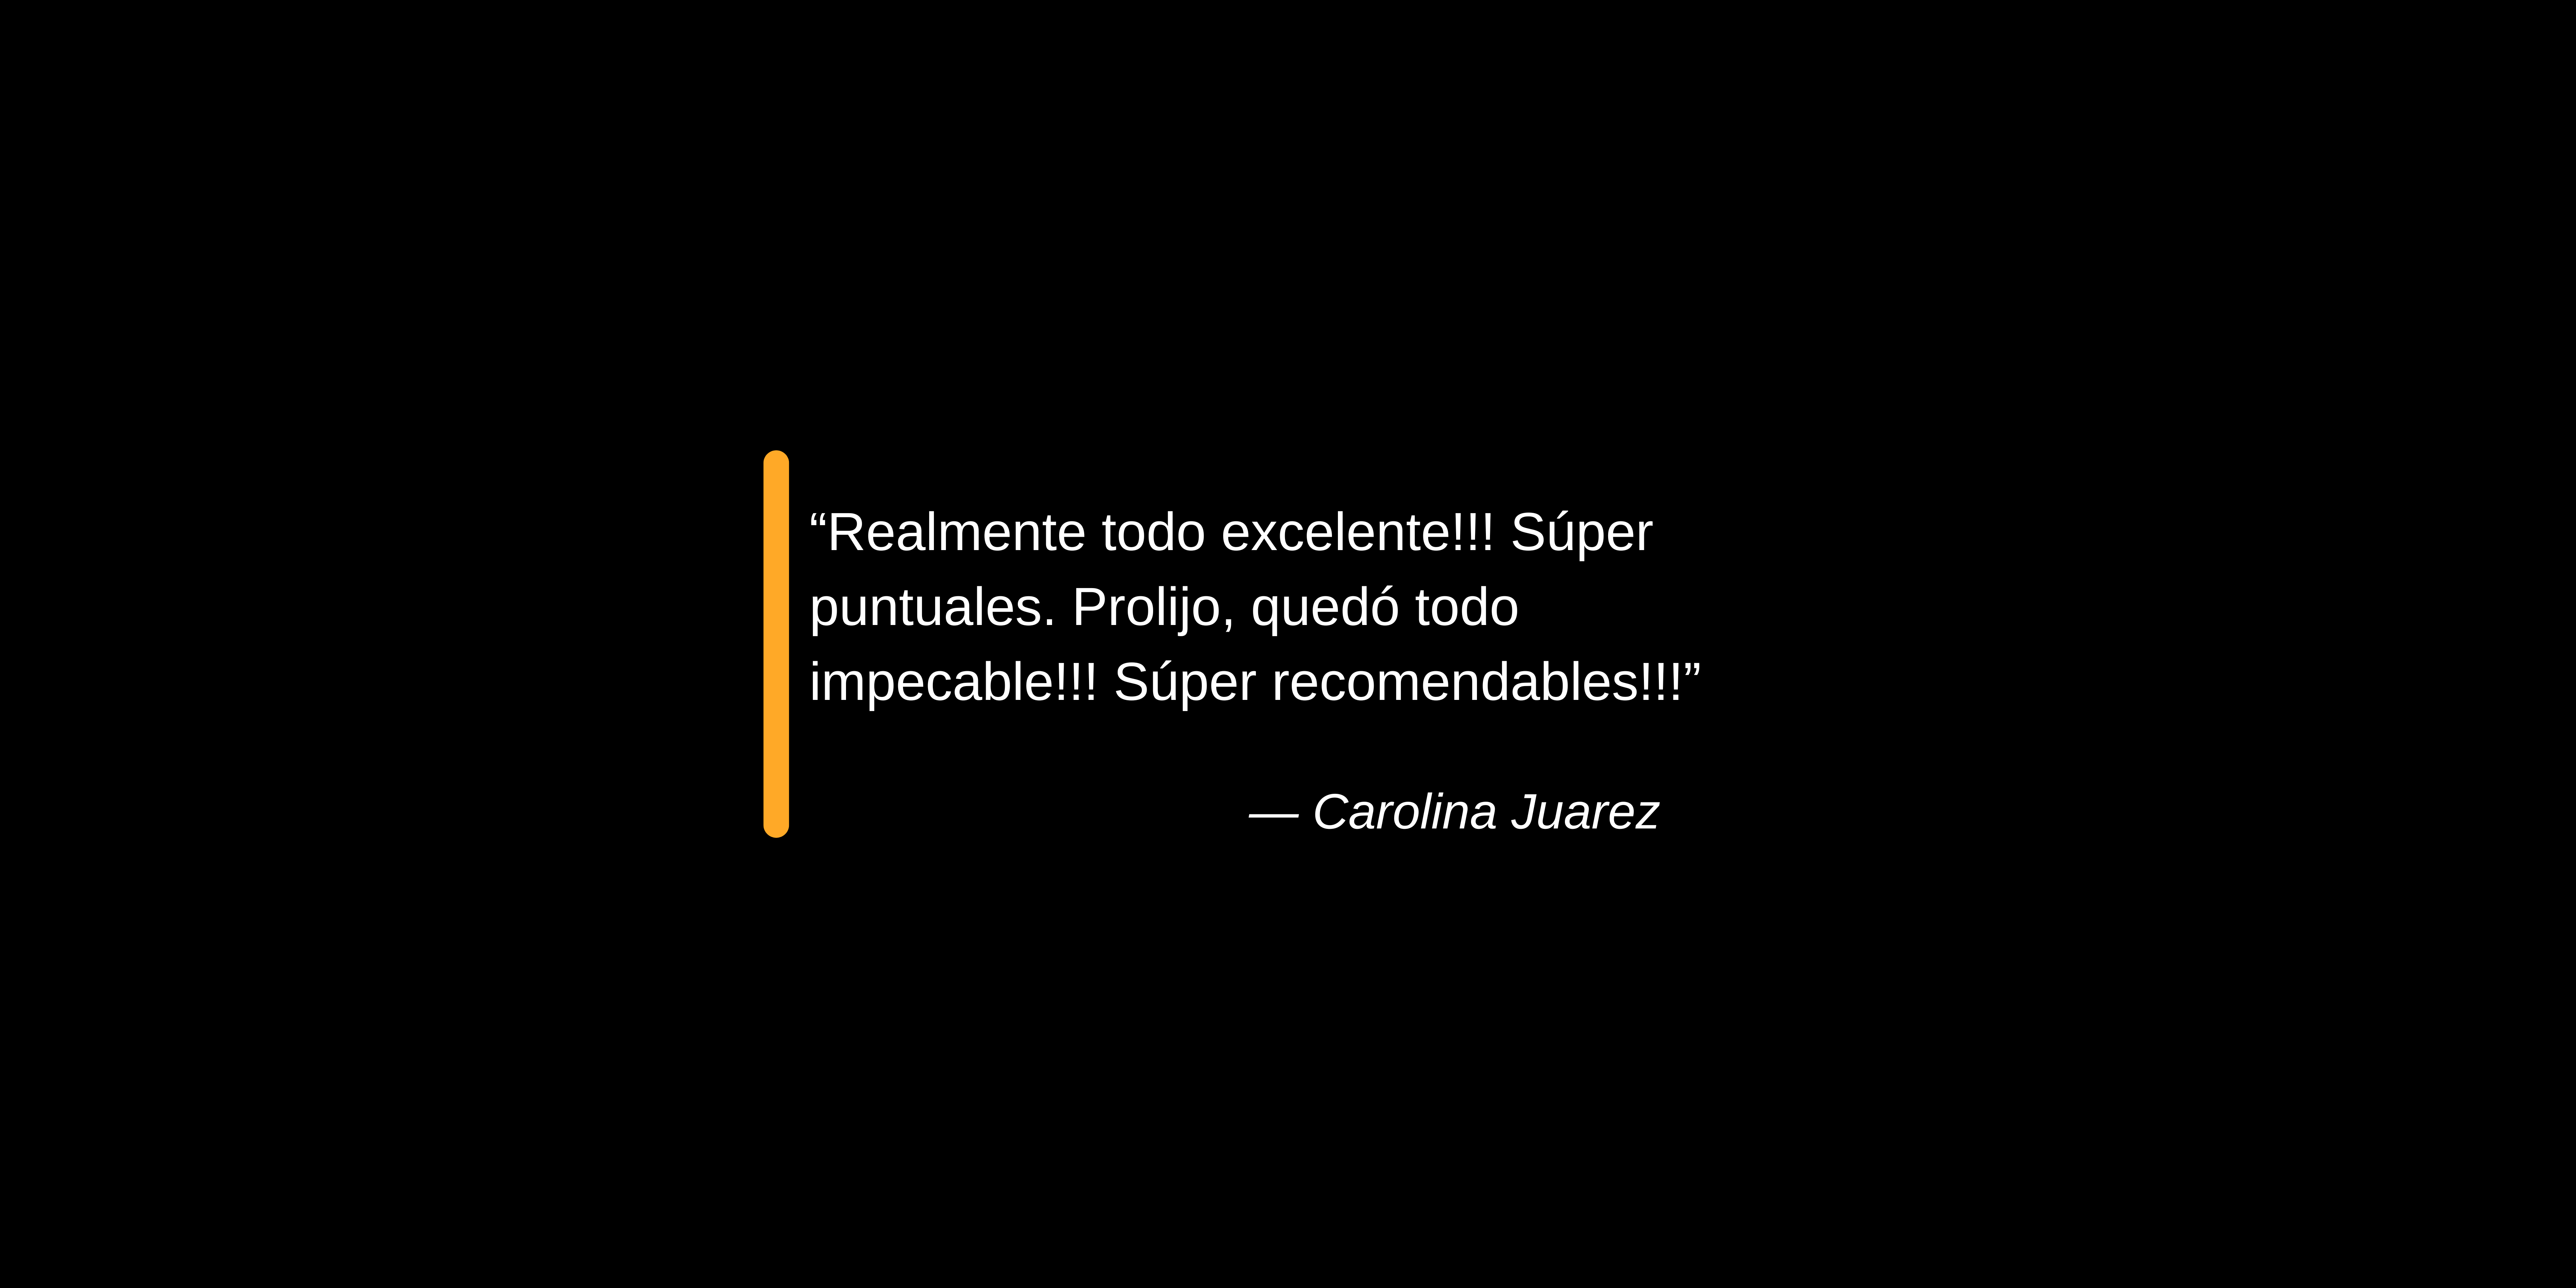 “Realmente todo excelente!!! Súper
puntuales. Prolijo, quedó todo
impecable!!! Súper recomendables!!!”
— Carolina Juarez